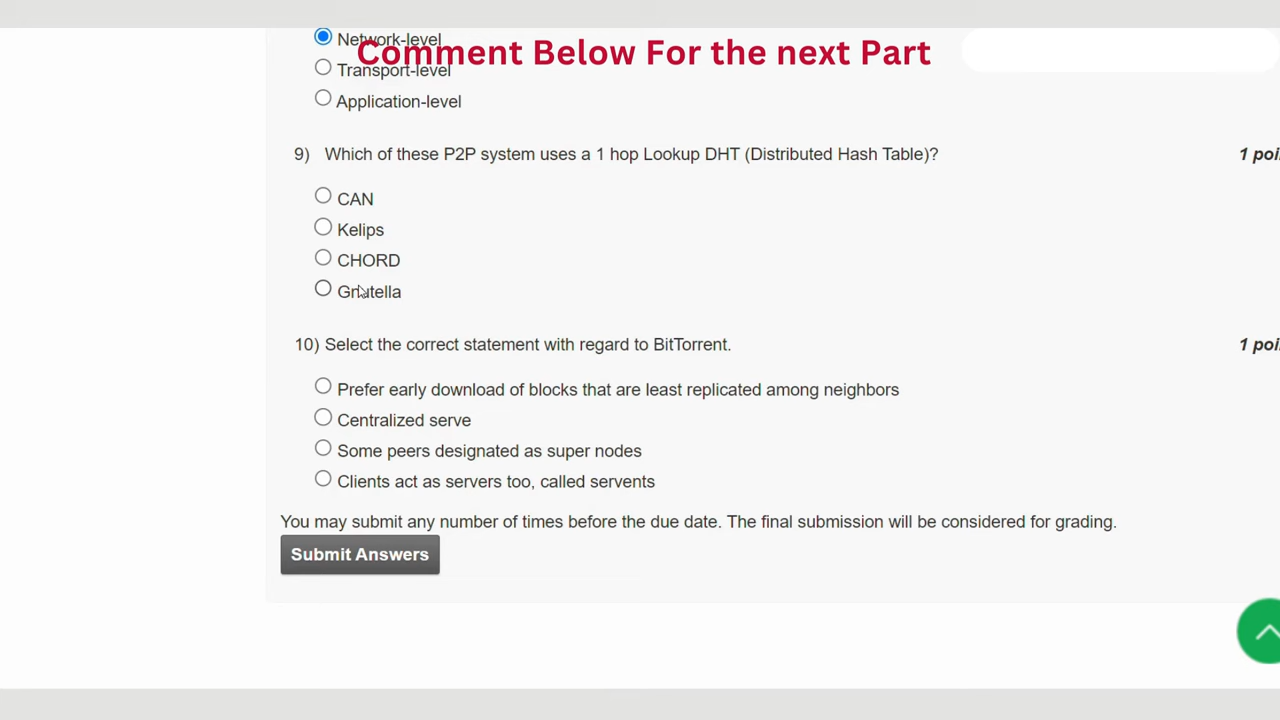 Network-level
Comment Below For the next Part
Transport-level
Application-level
9) Which of these P2P system uses a 1 hop Lookup DHT (Distributed Hash Table)?
1 poi
CAN
Kelips
CHORD
Gnutella
10) Select the correct statement with regard to BitTorrent.
1 poi
Prefer early download of blocks that are least replicated among neighbors
Centralized serve
Some peers designated as super nodes
Clients act as servers too, called servents
You may submit any number of times before the due date. The final submission will be considered for grading.
Submit Answers